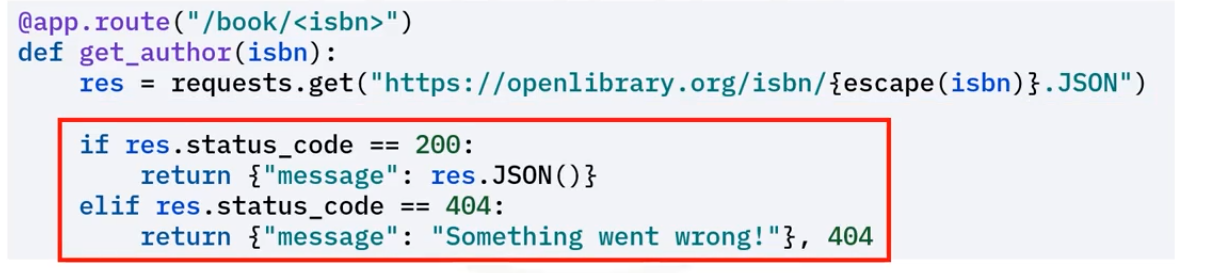 @app.route("/book/<isbn>")
def get_author(isbn):
    res = requests.get("https://openlibrary.org/isbn/{escape(isbn)}.JSON")
    if res.status_code == 200:
        return {"message": res.JSON()}
    elif res.status_code == 404:
        return {"message": "Something went wrong!"}, 404